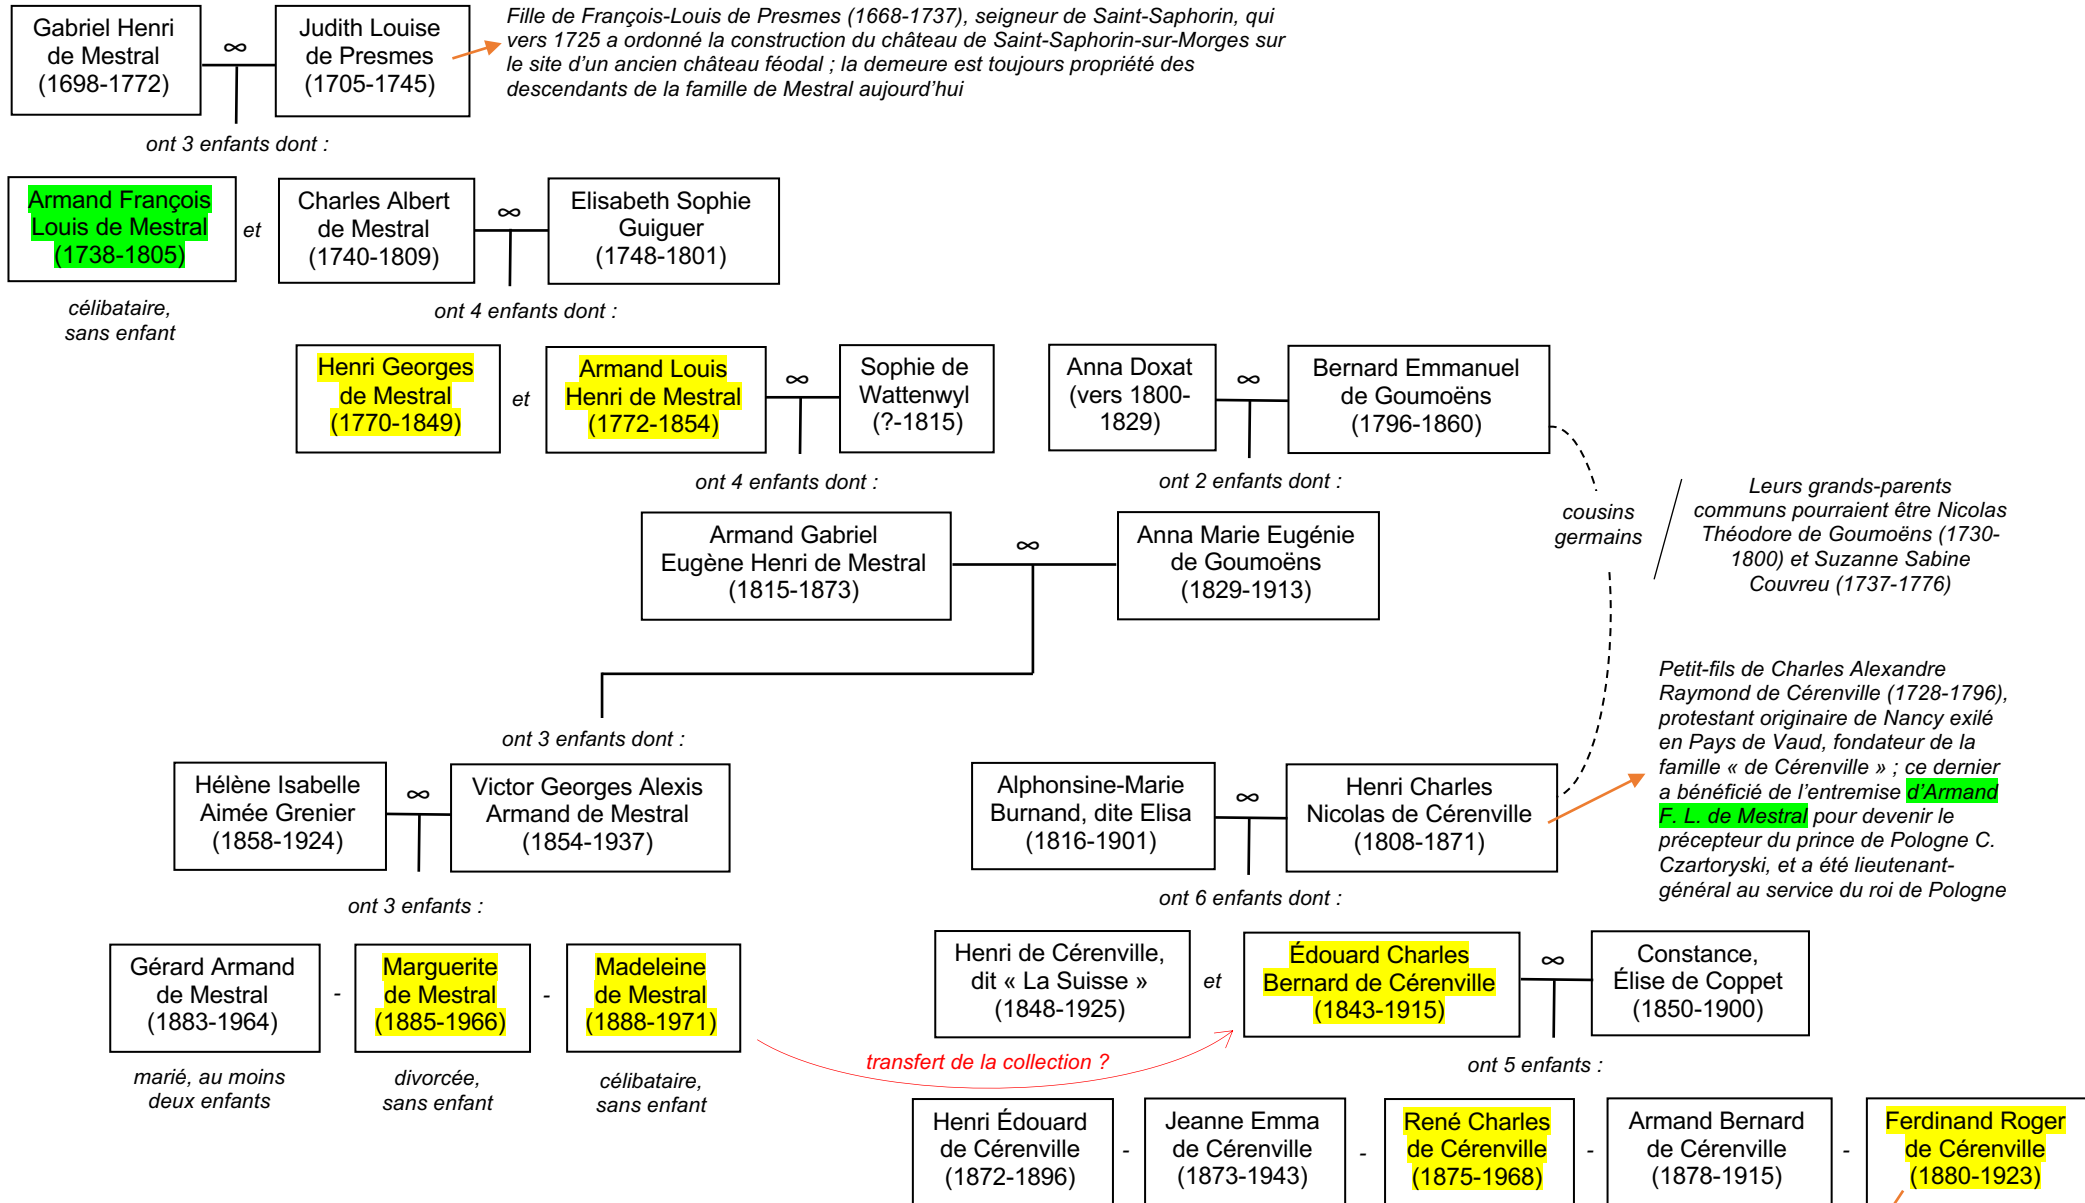 Gabriel Henri
de Mestral
(1698-1772)
∞
Judith Louise
de Presmes
(1705-1745)
Fille de François-Louis de Presmes (1668-1737), seigneur de Saint-Saphorin, qui
vers 1725 a ordonné la construction du château de Saint-Saphorin-sur-Morges sur
le site d'un ancien château féodal ; la demeure est toujours propriété des
descendants de la famille de Mestral aujourd'hui
ont 3 enfants dont :
Armand François
Louis de Mestral
(1738-1805)
et
Charles Albert
de Mestral
(1740-1809)
∞
Elisabeth Sophie
Guiguer
(1748-1801)
célibataire,
sans enfant
ont 4 enfants dont :
Henri Georges
de Mestral
(1770-1849)
et
Armand Louis
Henri de Mestral
(1772-1854)
∞
Sophie de
Wattenwyl
(?-1815)
Anna Doxat
(vers 1800-
1829)
∞
Bernard Emmanuel
de Goumoëns
(1796-1860)
ont 4 enfants dont :
ont 2 enfants dont :
cousins
germains
Leurs grands-parents
communs pourraient être Nicolas
Théodore de Goumoëns (1730-
1800) et Suzanne Sabine
Couvreu (1737-1776)
Armand Gabriel
Eugène Henri de Mestral
(1815-1873)
∞
Anna Marie Eugénie
de Goumoëns
(1829-1913)
ont 3 enfants dont :
Hélène Isabelle
Aimée Grenier
(1858-1924)
∞
Victor Georges Alexis
Armand de Mestral
(1854-1937)
Alphonsine-Marie
Burnand, dite Elisa
(1816-1901)
∞
Henri Charles
Nicolas de Cérenville
(1808-1871)
Petit-fils de Charles Alexandre
Raymond de Cérenville (1728-1796),
protestant originaire de Nancy exilé
en Pays de Vaud, fondateur de la
famille « de Cérenville » ; ce dernier
a bénéficié de l'entremise d'Armand
F. L. de Mestral pour devenir le
précepteur du prince de Pologne C.
Czartoryski, et a été lieutenant-
général au service du roi de Pologne
ont 3 enfants :
ont 6 enfants dont :
Gérard Armand
de Mestral
(1883-1964)
-
Marguerite
de Mestral
(1885-1966)
-
Madeleine
de Mestral
(1888-1971)
Henri de Cérenville,
dit « La Suisse »
(1848-1925)
et
Édouard Charles
Bernard de Cérenville
(1843-1915)
∞
Constance,
Élise de Coppet
(1850-1900)
marié, au moins
deux enfants
divorcée,
sans enfant
célibataire,
sans enfant
transfert de la collection ?
ont 5 enfants :
Henri Édouard
de Cérenville
(1872-1896)
-
Jeanne Emma
de Cérenville
(1873-1943)
-
René Charles
de Cérenville
(1875-1968)
-
Armand Bernard
de Cérenville
(1878-1915)
-
Ferdinand Roger
de Cérenville
(1880-1923)